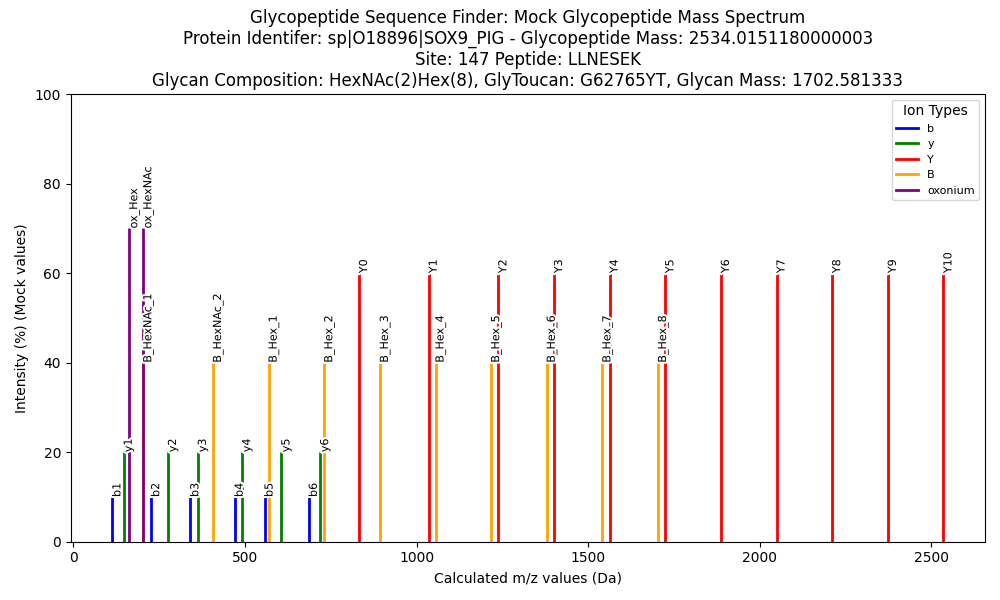 Glycopeptide Sequence Finder: Mock Glycopeptide Mass Spectrum
Protein Identifer: sp|O18896|SOX9_PIG - Glycopeptide Mass: 2534.0151180000003
Site: 147 Peptide: LLNESEK
Glycan Composition: HexNAc(2)Hex(8), GlyToucan: G62765YT, Glycan Mass: 1702.581333
Intensity (%) (Mock values)
100
80
60
40
20
0
Ion Types
b
y
Y
B
oxonium
ox_Hex
ox_HexNAc
Y0
Y1
Y2
Y3
Y4
Y5
Y6
Y7
Y8
Y9
Y10
B_HexNAc_1
B_HexNAc_2
B_Hex_1
B_Hex_2
B_Hex_3
B_Hex_4
B_Hex_5
B_Hex_6
B_Hex_7
B_Hex_8
y1
y2
y3
y4
y5
y6
b1
b2
b3
b4
b5
b6
0
500
1000
1500
2000
2500
Calculated m/z values (Da)